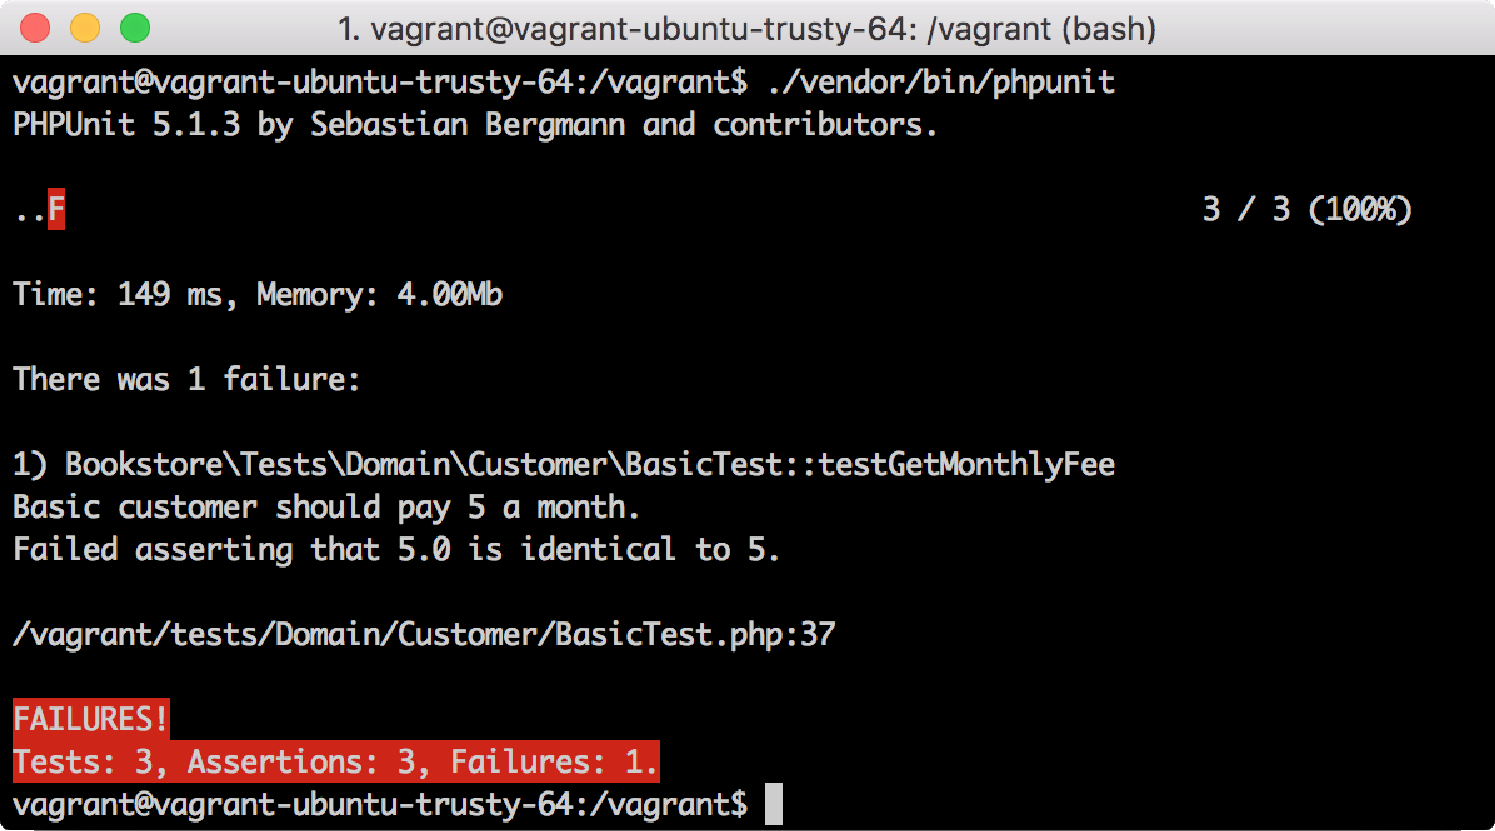 1. vagrant@vagrant-ubuntu-trusty-64: /vagrant (bash)
vagrant@vagrant-ubuntu-trusty-64:/vagrant$ ./vendor/bin/phpunit
PHPUnit 5.1.3 by Sebastian Bergmann and contributors.
..F 3 / 3 (100%)
Time: 149 ms, Memory: 4.00Mb
There was 1 failure:
1) Bookstore\Tests\Domain\Customer\BasicTest::testGetMonthlyFee
Basic customer should pay 5 a month.
Failed asserting that 5.0 is identical to 5.
/vagrant/tests/Domain/Customer/BasicTest.php:37
FAILURES!
Tests: 3, Assertions: 3, Failures: 1.
vagrant@vagrant-ubuntu-trusty-64:/vagrant$